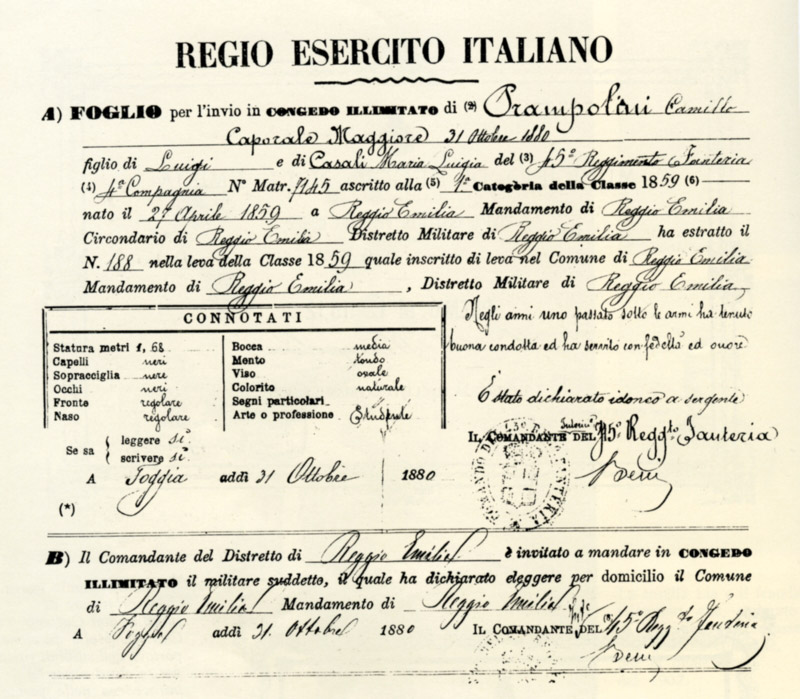 REGIO ESERCITO ITALIANO
A) FOGLIO per l'invio in CONGEDO ILLIMITATO di (2) Prampolini Camillo
Caporale Maggiore 31 Ottobre 1880
figlio di Luigi e di Casali Maria Luigia del (3) 45º Reggimento Fanteria
(4) 4ª Compagnia Nº Matr. 7145 ascritto alla (5) 1ª Categoria della Classe 1859 (6)
nato il 27 Aprile 1859 a Reggio Emilia Mandamento di Reggio Emilia
Circondario di Reggio Emilia Distretto Militare di Reggio Emilia ha estratto il
N. 188 nella leva della Classe 1859 quale inscritto di leva nel Comune di Reggio Emilia
Mandamento di Reggio Emilia, Distretto Militare di Reggio Emilia
CONNOTATI
Statura metri 1,68
Capelli neri
Sopracciglia nere
Occhi neri
Fronte regolare
Naso regolare
Bocca media
Mento tondo
Viso ovale
Colorito naturale
Segni particolari
Arte o professione Studente
Se sa { leggere sì
scrivere sì
Negli anni uno passato sotto le armi ha tenuto
buona condotta ed ha servito con fedeltà ed onore
È stato dichiarato idoneo a sergente
IL COMANDANTE DEL 45º Reggto Fanteria
A Foggia addì 31 Ottobre 1880
(*)
B) Il Comandante del Distretto di Reggio Emilia è invitato a mandare in CONGEDO
ILLIMITATO il militare suddetto, il quale ha dichiarato eleggere per domicilio il Comune
di Reggio Emilia Mandamento di Reggio Emilia
A Foggia addì 31 Ottobre 1880 IL COMANDANTE DEL 45º Reggto Fanteria